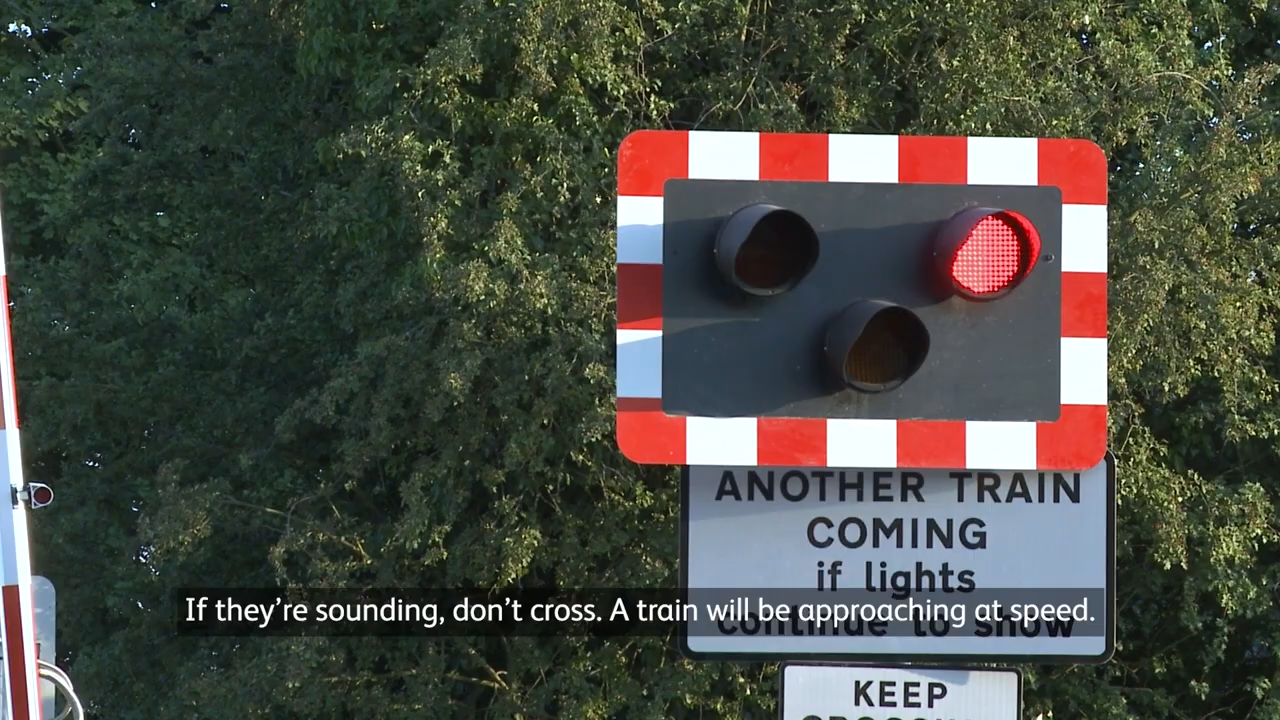 ANOTHER TRAIN
COMING
if lights
continue to show
If they’re sounding, don’t cross. A train will be approaching at speed.
KEEP